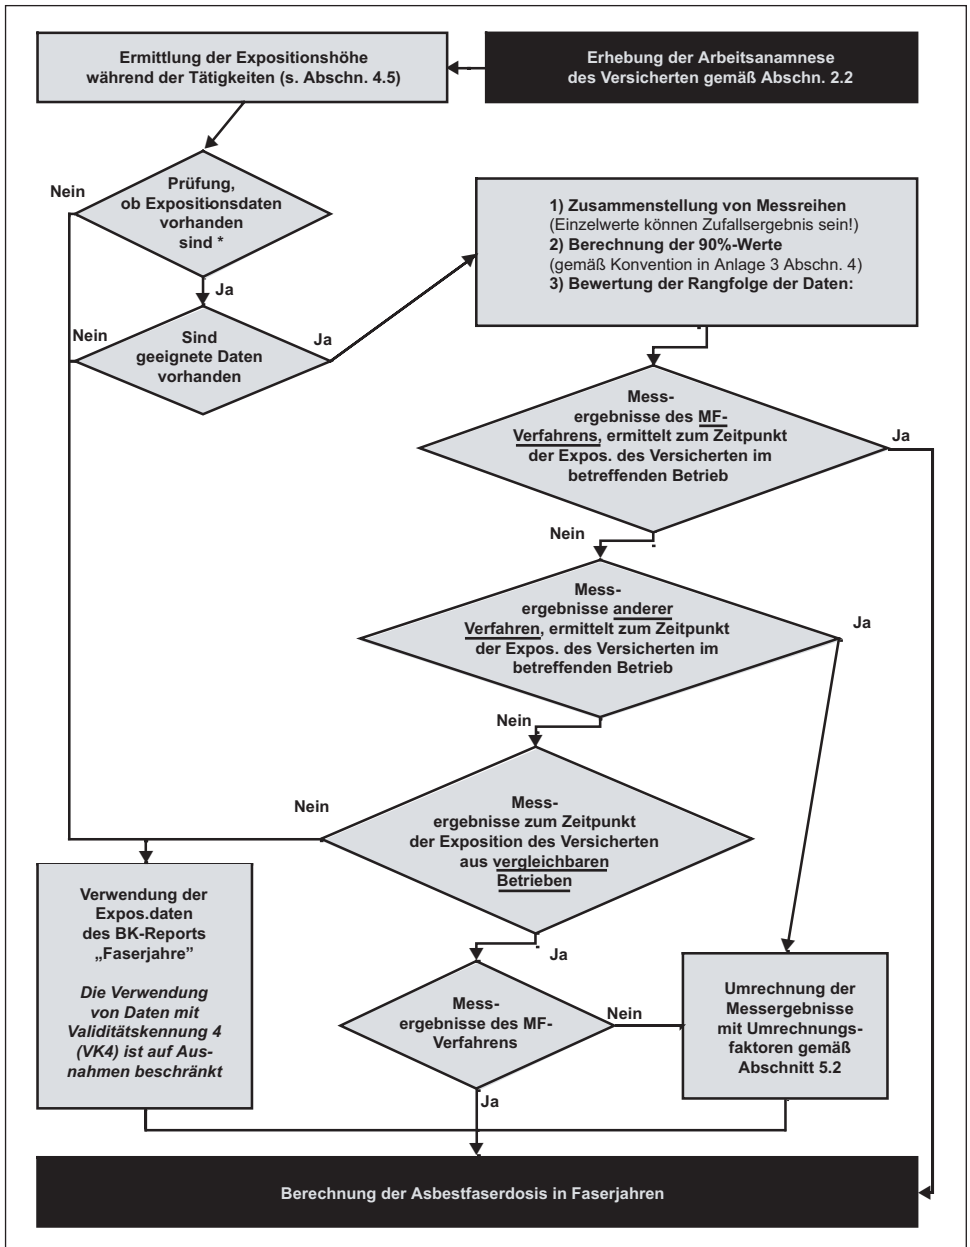 Ermittlung der Expositionshöhe
während der Tätigkeiten (s. Abschn. 4.5)
Erhebung der Arbeitsanamnese
des Versicherten gemäß Abschn. 2.2
Nein
Prüfung,
ob Expositionsdaten
vorhanden
sind *
Ja
Nein
Sind
geeignete Daten
vorhanden
Ja
1) Zusammenstellung von Messreihen
(Einzelwerte können Zufallsergebnis sein!)
2) Berechnung der 90%-Werte
(gemäß Konvention in Anlage 3 Abschn. 4)
3) Bewertung der Rangfolge der Daten:
Mess-
ergebnisse des MF-
Verfahrens, ermittelt zum Zeitpunkt
der Expos. des Versicherten im
betreffenden Betrieb
Ja
Nein
Mess-
ergebnisse anderer
Verfahren, ermittelt zum Zeitpunkt
der Expos. des Versicherten im
betreffenden Betrieb
Ja
Nein
Mess-
ergebnisse zum Zeitpunkt
der Exposition des Versicherten
aus vergleichbaren
Betrieben
Nein
Ja
Verwendung der
Expos.daten
des BK-Reports
„Faserjahre”
Die Verwendung
von Daten mit
Validitätskennung 4
(VK4) ist auf Aus-
nahmen beschränkt
Mess-
ergebnisse des MF-
Verfahrens
Nein
Ja
Umrechnung der
Messergebnisse
mit Umrechnungs-
faktoren gemäß
Abschnitt 5.2
Berechnung der Asbestfaserdosis in Faserjahren